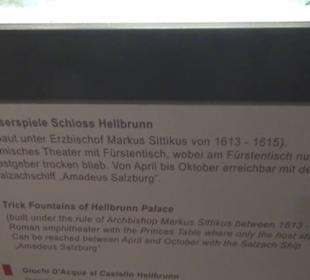 serspiele Schloss Hellbrunn
baut unter Erzbischof Markus Sittikus von 1613 - 1615).
misches Theater mit Fürstentisch, wobei am Fürstentisch nu
astgeber trocken blieb. Von April bis Oktober erreichbar mit de
alzachschiff „Amadeus Salzburg".
Trick Fountains of Hellbrunn Palace
(built under the rule of Archbishop Markus Sittikus between 1613 -
Roman amphitheater with the Princes Table where only the host s
Can be reached between April and October with the Salzach Ship
„Amadeus Salzburg"
Giochi D'Acqua al Castello Hellbrunn